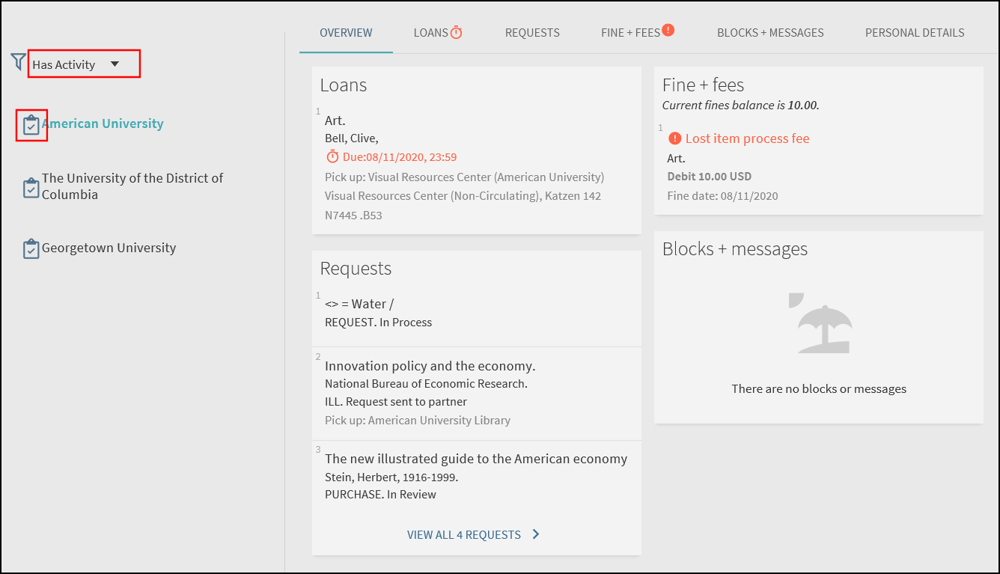 OVERVIEW
LOANS
REQUESTS
FINE + FEES
BLOCKS + MESSAGES
PERSONAL DETAILS
Has Activity
American University
The University of the District of
Columbia
Georgetown University
Loans
1
Art.
Bell, Clive,
Due:08/11/2020, 23:59
Pick up: Visual Resources Center (American University)
Visual Resources Center (Non-Circulating), Katzen 142
N7445 .B53
Requests
1
<> = Water /
REQUEST. In Process
2
Innovation policy and the economy.
National Bureau of Economic Research.
ILL. Request sent to partner
Pick up: American University Library
3
The new illustrated guide to the American economy
Stein, Herbert, 1916-1999.
PURCHASE. In Review
VIEW ALL 4 REQUESTS
Fine + fees
Current fines balance is 10.00.
1
Lost item process fee
Art.
Debit 10.00 USD
Fine date: 08/11/2020
Blocks + messages
There are no blocks or messages